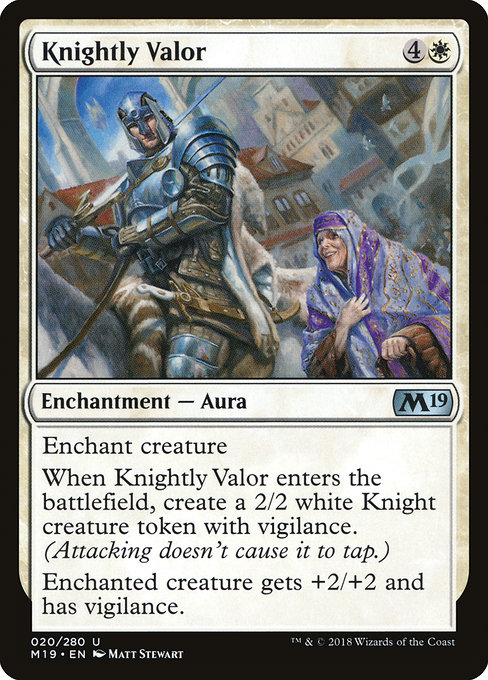 Knightly Valor 4
Enchantment — Aura
M19
Enchant creature
When Knightly Valor enters the
battlefield, create a 2/2 white Knight
creature token with vigilance.
(Attacking doesn't cause it to tap.)
Enchanted creature gets +2/+2 and
has vigilance.
020/280 U
M19 • EN Matt Stewart
™ & © 2018 Wizards of the Coast